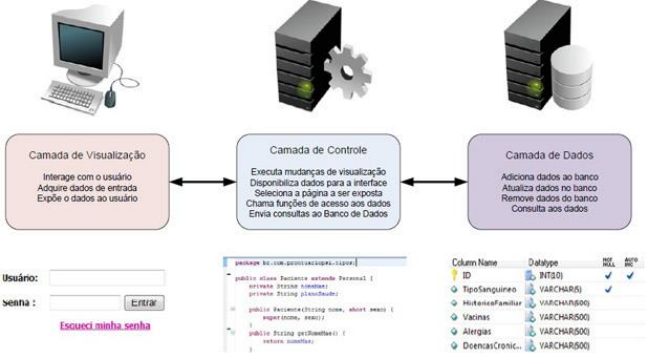 Camada de Visualização
Interage com o usuário
Adquire dados de entrada
Expõe o dados ao usuário
Camada de Controle
Executa mudanças de visualização
Disponibiliza dados para a interface
Seleciona a página a ser exposta
Chama funções de acesso aos dados
Envia consultas ao Banco de Dados
Camada de Dados
Adiciona dados ao banco
Atualiza dados no banco
Remove dados do banco
Consulta aos dados
Usuário:
Senha :
Entrar
Esqueci minha senha
package br.com.prontuariopsi.tipos;
public class Paciente extends Personal {
private String nomeMae;
private String planoSaude;
public Paciente(String nome, short sexo) {
super(nome, sexo);
}
public String getNomeMae() {
return nomeMae;
}
Column Name Datatype NOT NULL AUTO INC
ID INT(10)
TipoSanguineo VARCHAR(5)
HistoricoFamiliar VARCHAR(500)
Vacinas VARCHAR(500)
Alergias VARCHAR(500)
DoencasCronic... VARCHAR(500)